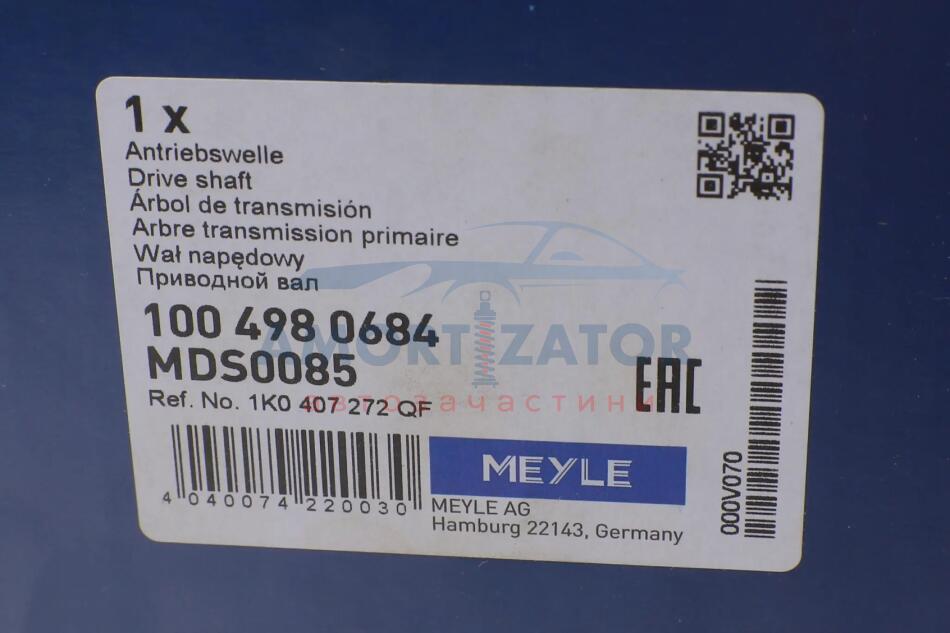 1 x
Antriebswelle
Drive shaft
Árbol de transmisión
Arbre transmission primaire
Wał napędowy
Приводной вал
100 498 0684
MDS0085
Ref. No. 1K0 407 272 QF
AMORTIZATOR
автозапчастини
EAC
4 040074 220030
MEYLE
MEYLE AG
Hamburg 22143, Germany
000V070